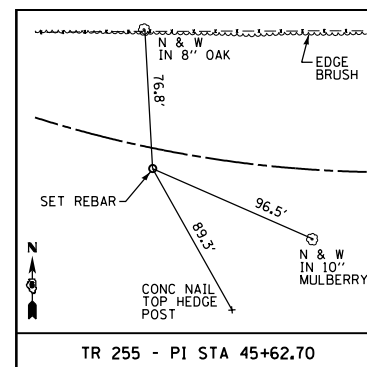 N & W
IN 8" OAK
EDGE
BRUSH
76.8'
SET REBAR
96.5'
89.3'
N
N & W
IN 10"
MULBERRY
CONC NAIL
TOP HEDGE
POST
TR 255 - PI STA 45+62.70